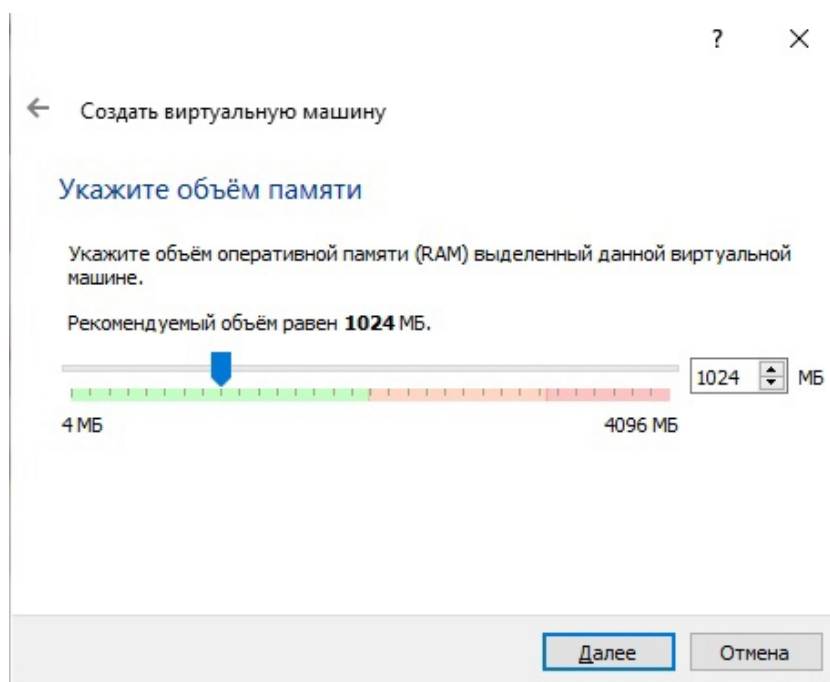 ?
Создать виртуальную машину
Укажите объём памяти
Укажите объём оперативной памяти (RAM) выделенный данной виртуальной
машине.
Рекомендуемый объём равен 1024 МБ.
1024 МБ
4 МБ 4096 МБ
Далее Отмена